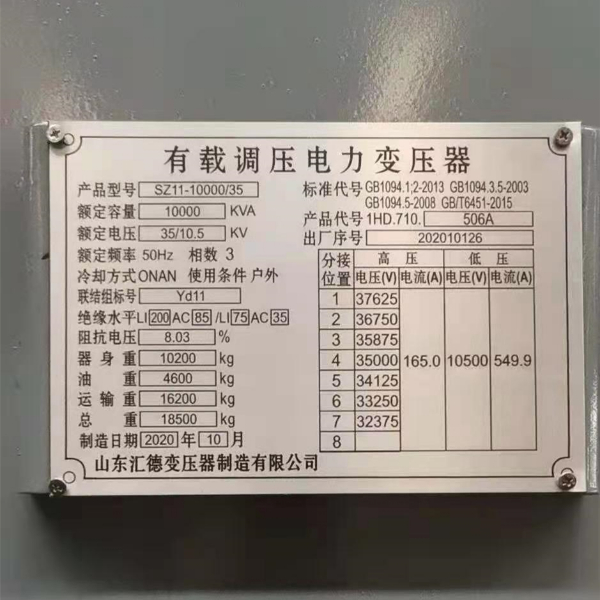 有载调压电力变压器
产品型号 SZ11-10000/35
额定容量 10000 KVA
额定电压 35/10.5 KV
额定频率 50Hz 相数 3
冷却方式 ONAN 使用条件 户外
联结组标号 Yd11
绝缘水平 LI 200 AC 85 /LI 75 AC 35
阻抗电压 8.03 %
器身重 10200 kg
油重 4600 kg
运输重 16200 kg
总重 18500 kg
制造日期 2020 年 10 月
标准代号 GB1094.1;2-2013 GB1094.3.5-2003
GB1094.5-2008 GB/T6451-2015
产品代号 1HD.710. 506A
出厂序号 202010126
分接 高压 低压
位置 电压(V) 电流(A) 电压(V) 电流(A)
1 37625
2 36750
3 35875
4 35000 165.0 10500 549.9
5 34125
6 33250
7 32375
8
山东汇德变压器制造有限公司